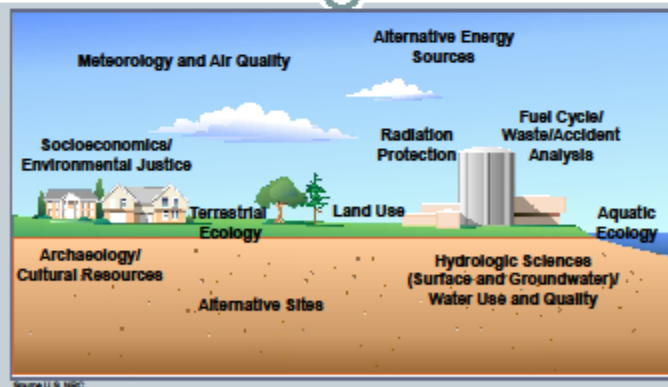 Meteorology and Air Quality
Alternative Energy
Sources
Socioeconomics/
Environmental Justice
Radiation
Protection
Fuel Cycle/
Waste/Accident
Analysis
Terrestrial
Ecology
Land Use
Aquatic
Ecology
Archaeology/
Cultural Resources
Hydrologic Sciences
(Surface and Groundwater)/
Water Use and Quality
Alternative Sites
Source U.S. NRC